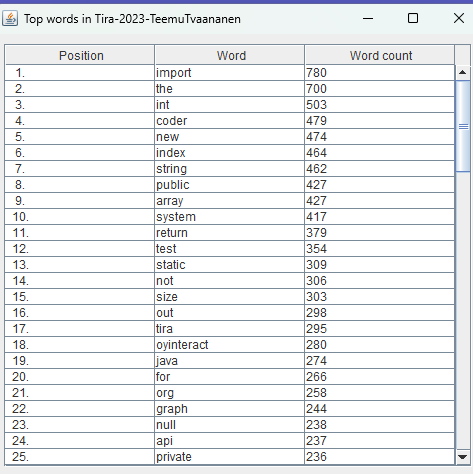 Top words in Tira-2023-TeemuTvaananen
Position Word Word count
1. import 780
2. the 700
3. int 503
4. coder 479
5. new 474
6. index 464
7. string 462
8. public 427
9. array 427
10. system 417
11. return 379
12. test 354
13. static 309
14. not 306
15. size 303
16. out 298
17. tira 295
18. oyinteract 280
19. java 274
20. for 266
21. org 258
22. graph 244
23. null 238
24. api 237
25. private 236